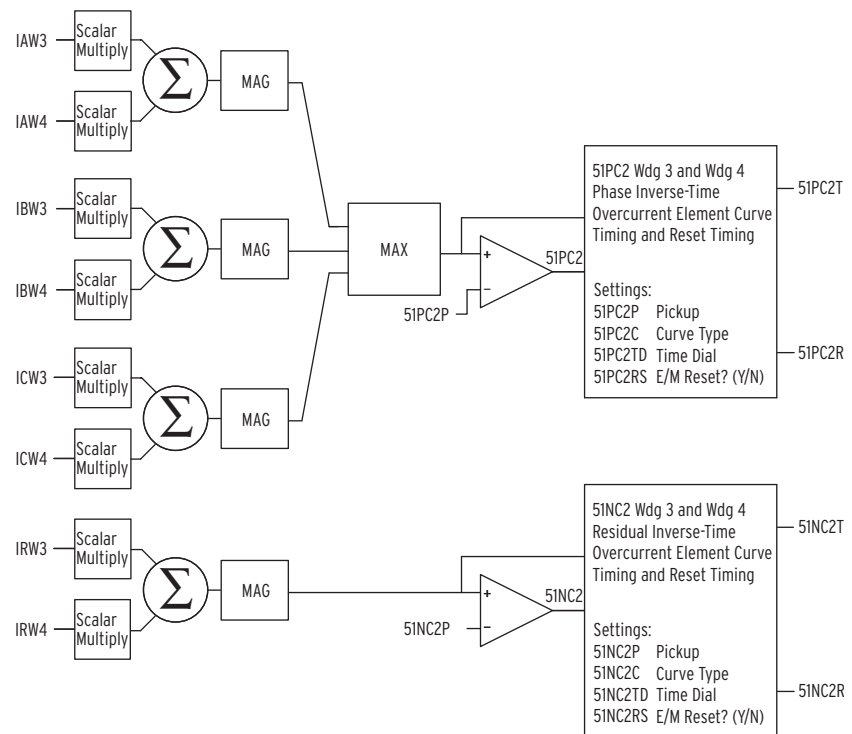 IAW3
Scalar
Multiply
IAW4
Scalar
Multiply
Σ
MAG
IBW3
Scalar
Multiply
IBW4
Scalar
Multiply
Σ
MAG
ICW3
Scalar
Multiply
ICW4
Scalar
Multiply
Σ
MAG
MAX
+
−
51PC2P
51PC2
51PC2 Wdg 3 and Wdg 4
Phase Inverse-Time
Overcurrent Element Curve
Timing and Reset Timing
Settings:
51PC2P Pickup
51PC2C Curve Type
51PC2TD Time Dial
51PC2RS E/M Reset? (Y/N)
51PC2T
51PC2R
IRW3
Scalar
Multiply
IRW4
Scalar
Multiply
Σ
MAG
+
−
51NC2P
51NC2
51NC2 Wdg 3 and Wdg 4
Residual Inverse-Time
Overcurrent Element Curve
Timing and Reset Timing
Settings:
51NC2P Pickup
51NC2C Curve Type
51NC2TD Time Dial
51NC2RS E/M Reset? (Y/N)
51NC2T
51NC2R